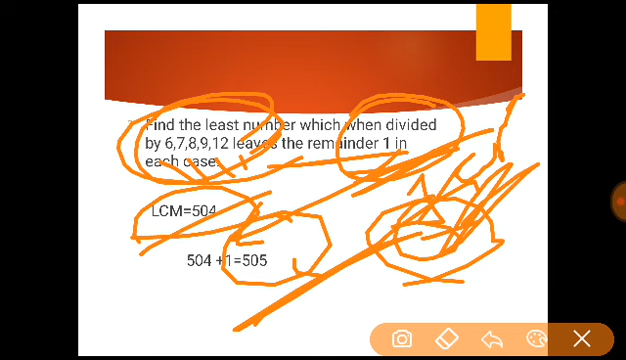 Find the least number which when divided
by 6,7,8,9,12 leaves the remainder 1 in
each case.
LCM=504
504 +1=505